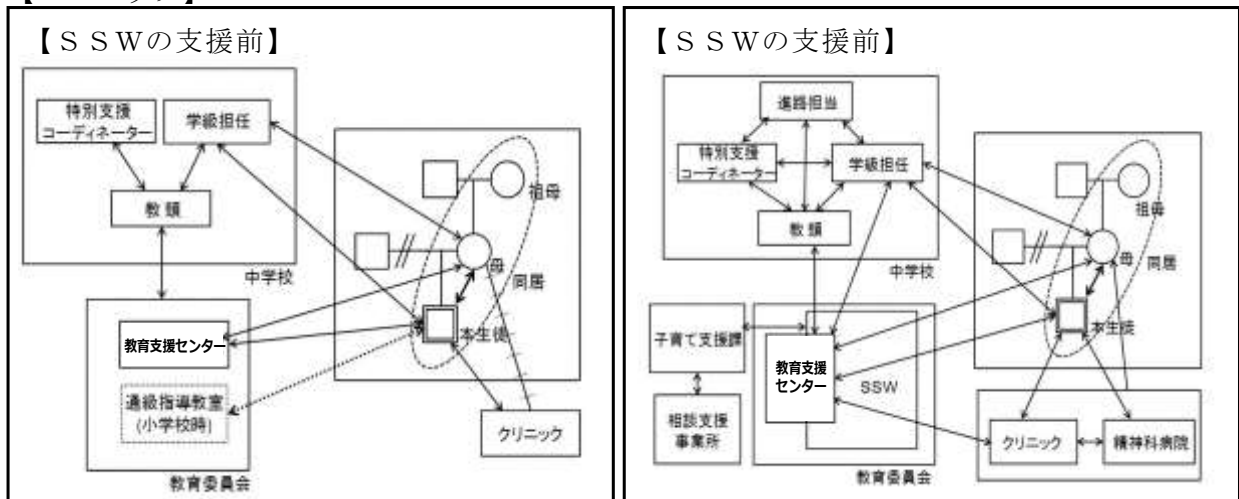 【ＳＳＷの支援前】
特別支援
コーディネーター
学級担任
教頭
中学校
祖母
母
同居
本生徒
教育支援センター
通級指導教室
(小学校時)
教育委員会
クリニック
【ＳＳＷの支援前】
進路担当
特別支援
コーディネーター
学級担任
教頭
中学校
祖母
母
同居
本生徒
子育て支援課
教育支援
センター
SSW
相談支援
事業所
教育委員会
クリニック
精神科病院